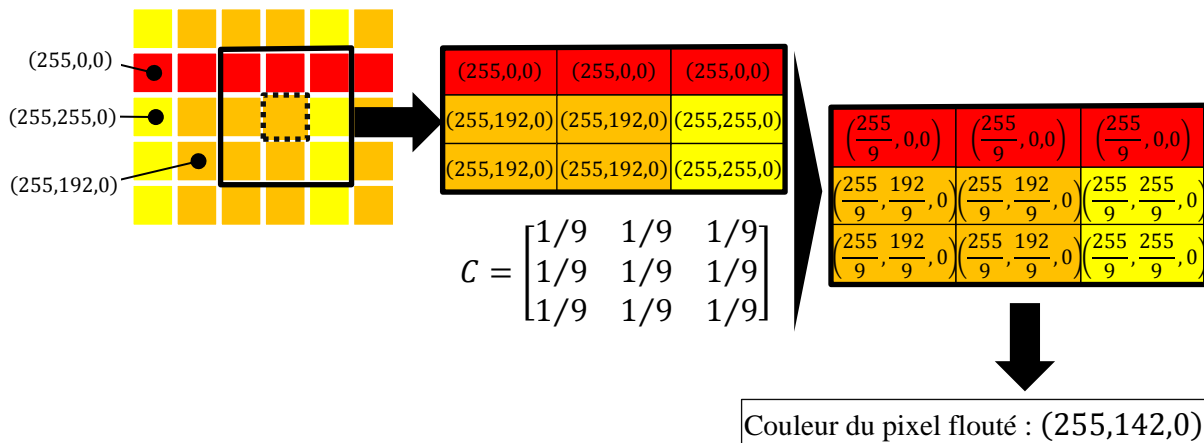 (255,0,0)
(255,255,0)
(255,192,0)
(255,0,0) (255,0,0) (255,0,0)
(255,192,0) (255,192,0) (255,255,0)
(255,192,0) (255,192,0) (255,255,0)
C = [1/9 1/9 1/9]
1/9 1/9 1/9
1/9 1/9 1/9
(255/9, 0,0) (255/9, 0,0) (255/9, 0,0)
(255/9, 192/9, 0) (255/9, 192/9, 0) (255/9, 255/9, 0)
(255/9, 192/9, 0) (255/9, 192/9, 0) (255/9, 255/9, 0)
Couleur du pixel flouté : (255,142,0)